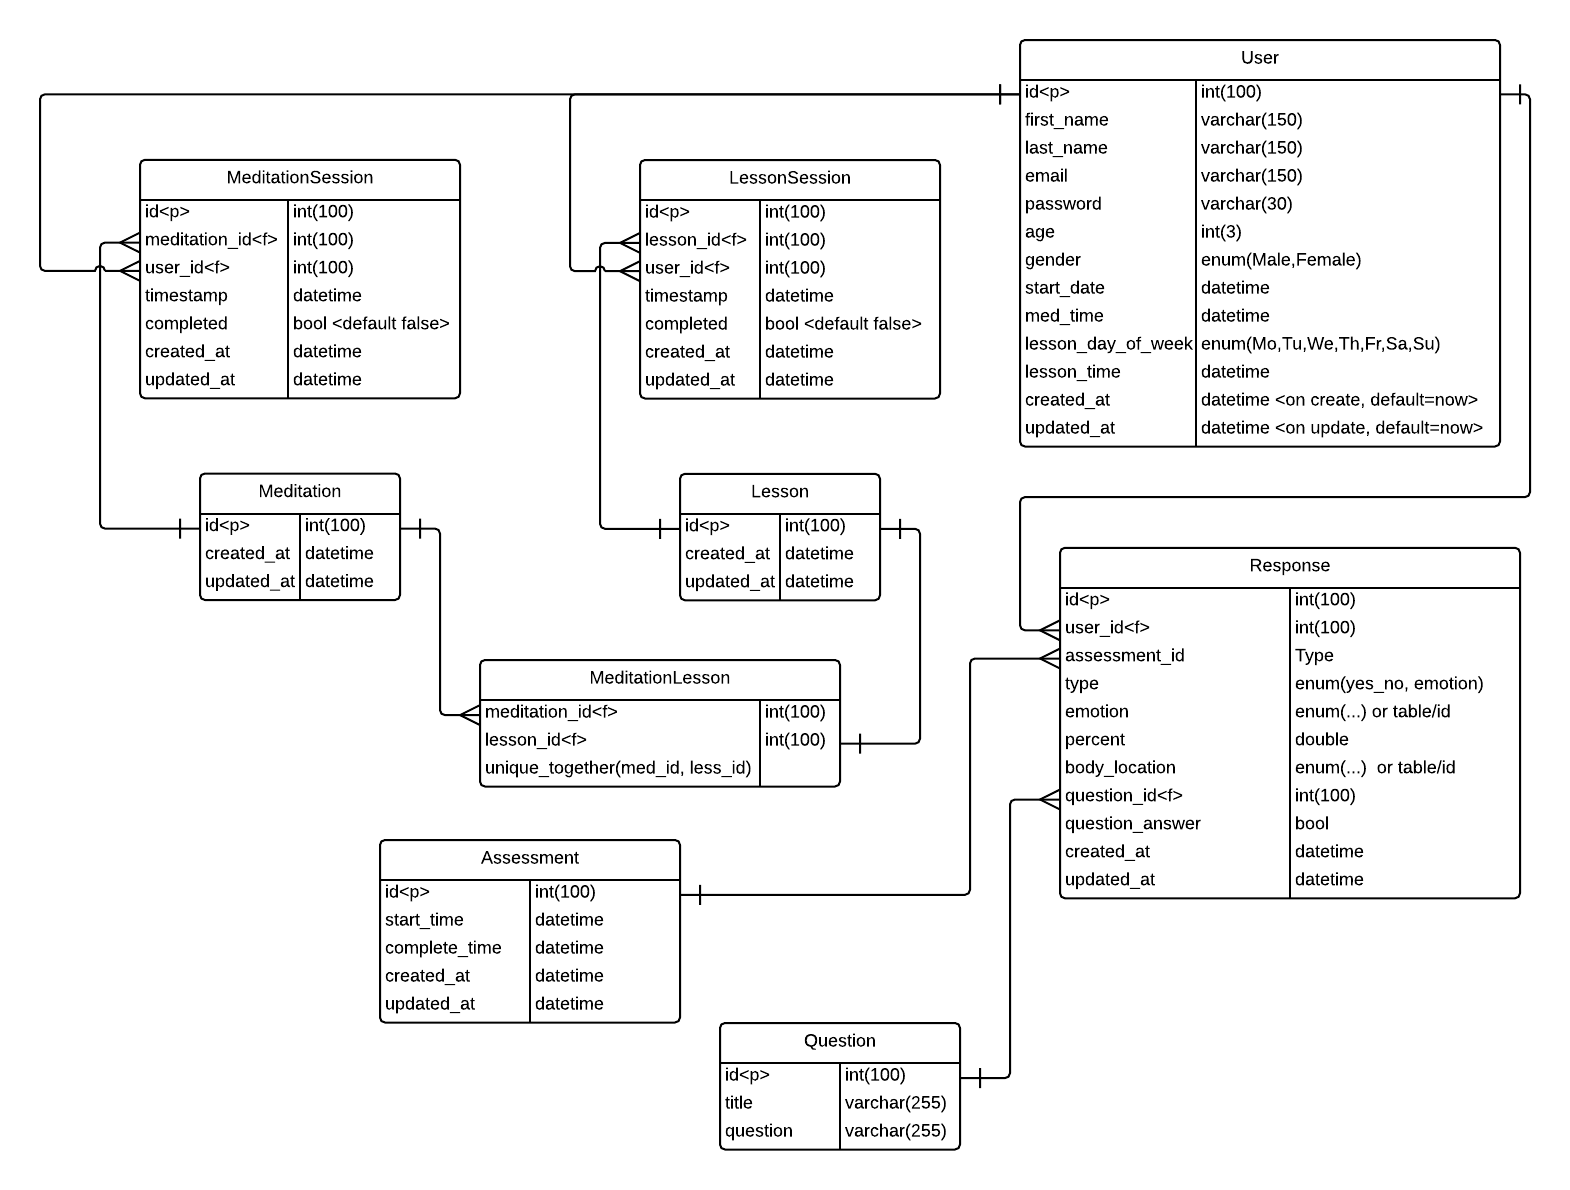 User
id<p> int(100)
first_name varchar(150)
last_name varchar(150)
email varchar(150)
password varchar(30)
age int(3)
gender enum(Male,Female)
start_date datetime
med_time datetime
lesson_day_of_week enum(Mo,Tu,We,Th,Fr,Sa,Su)
lesson_time datetime
created_at datetime <on create, default=now>
updated_at datetime <on update, default=now>
MeditationSession
id<p> int(100)
meditation_id<f> int(100)
user_id<f> int(100)
timestamp datetime
completed bool <default false>
created_at datetime
updated_at datetime
LessonSession
id<p> int(100)
lesson_id<f> int(100)
user_id<f> int(100)
timestamp datetime
completed bool <default false>
created_at datetime
updated_at datetime
Meditation
id<p> int(100)
created_at datetime
updated_at datetime
Lesson
id<p> int(100)
created_at datetime
updated_at datetime
Response
id<p> int(100)
user_id<f> int(100)
assessment_id Type
type enum(yes_no, emotion)
emotion enum(...) or table/id
percent double
body_location enum(...)  or table/id
question_id<f> int(100)
question_answer bool
created_at datetime
updated_at datetime
MeditationLesson
meditation_id<f> int(100)
lesson_id<f> int(100)
unique_together(med_id, less_id)
Assessment
id<p> int(100)
start_time datetime
complete_time datetime
created_at datetime
updated_at datetime
Question
id<p> int(100)
title varchar(255)
question varchar(255)